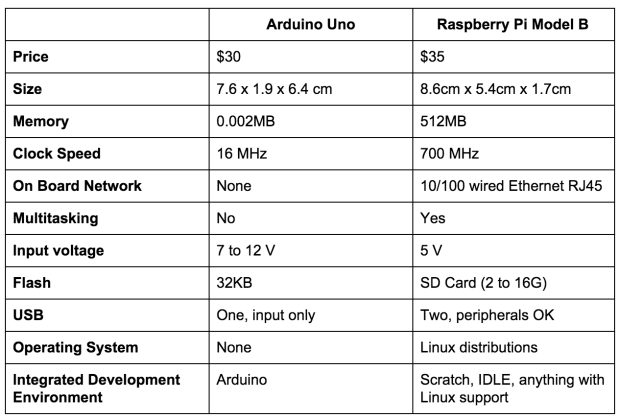 Arduino Uno Raspberry Pi Model B
Price $30 $35
Size 7.6 x 1.9 x 6.4 cm 8.6cm x 5.4cm x 1.7cm
Memory 0.002MB 512MB
Clock Speed 16 MHz 700 MHz
On Board Network None 10/100 wired Ethernet RJ45
Multitasking No Yes
Input voltage 7 to 12 V 5 V
Flash 32KB SD Card (2 to 16G)
USB One, input only Two, peripherals OK
Operating System None Linux distributions
Integrated Development Arduino Scratch, IDLE, anything with
Environment Linux support